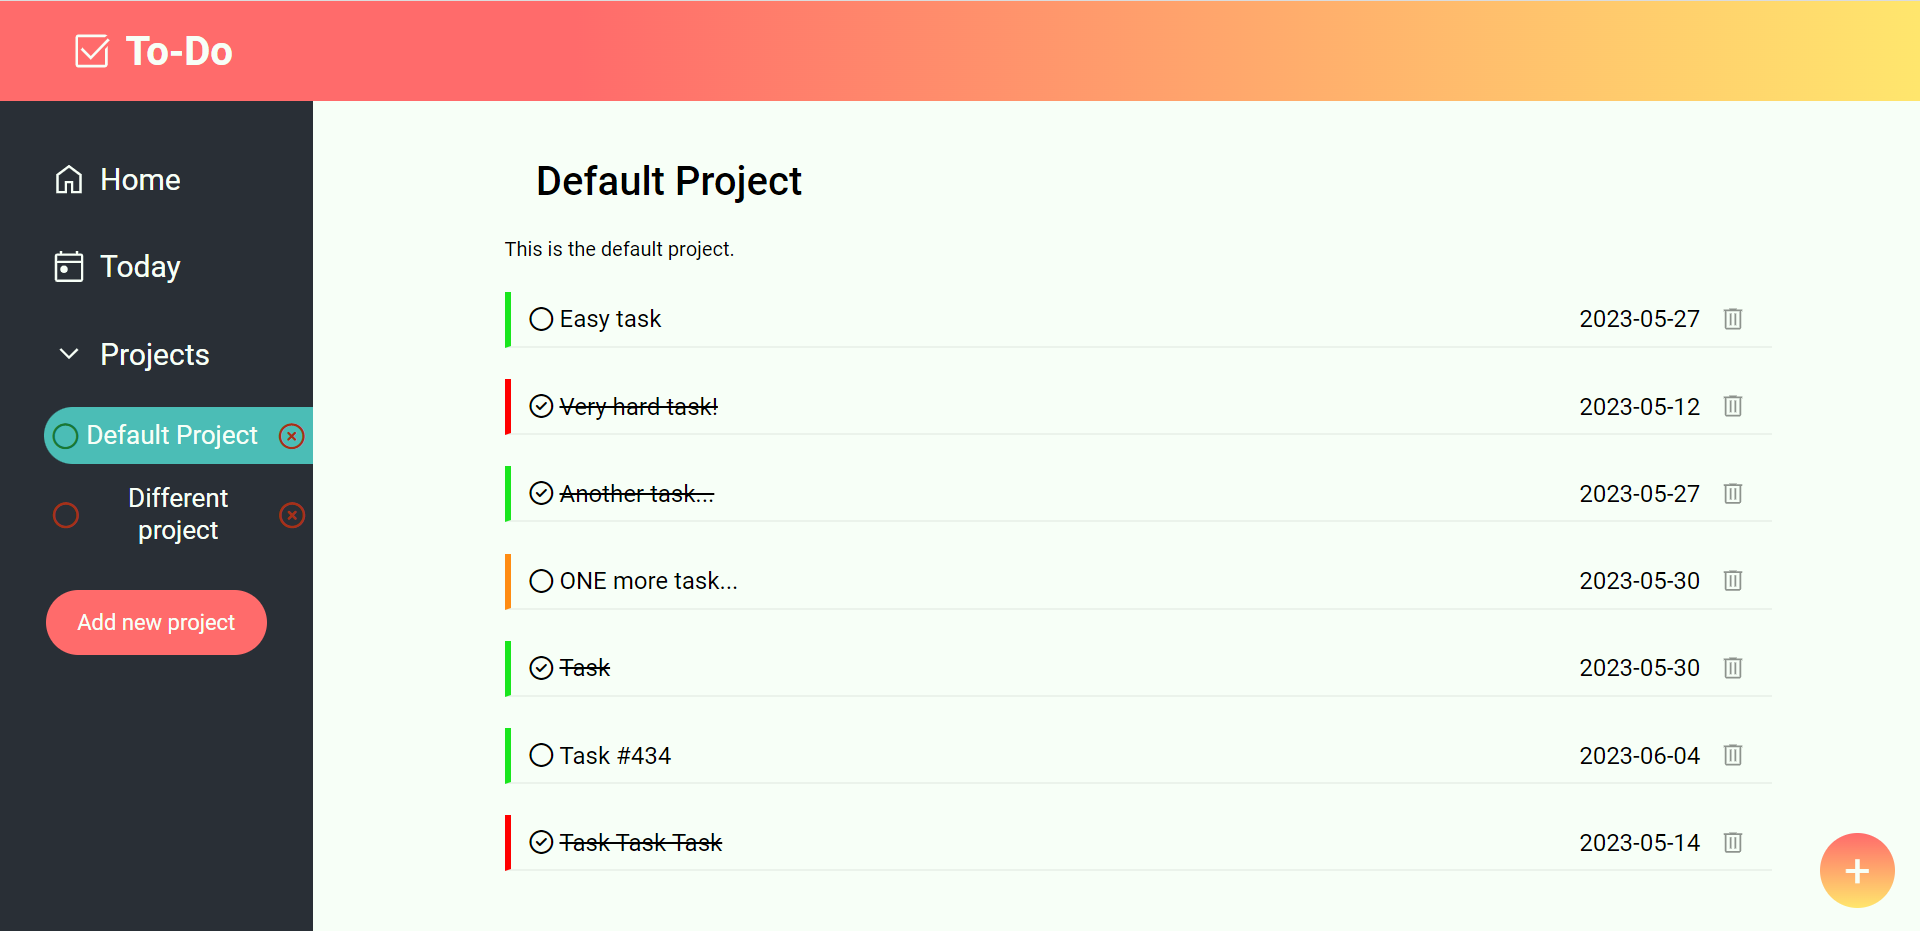 To-Do
Home
Today
Projects
Default Project
Different
project
Add new project
Default Project
This is the default project.
Easy task 2023-05-27
Very hard task! 2023-05-12
Another task... 2023-05-27
ONE more task... 2023-05-30
Task 2023-05-30
Task #434 2023-06-04
Task Task Task 2023-05-14
+